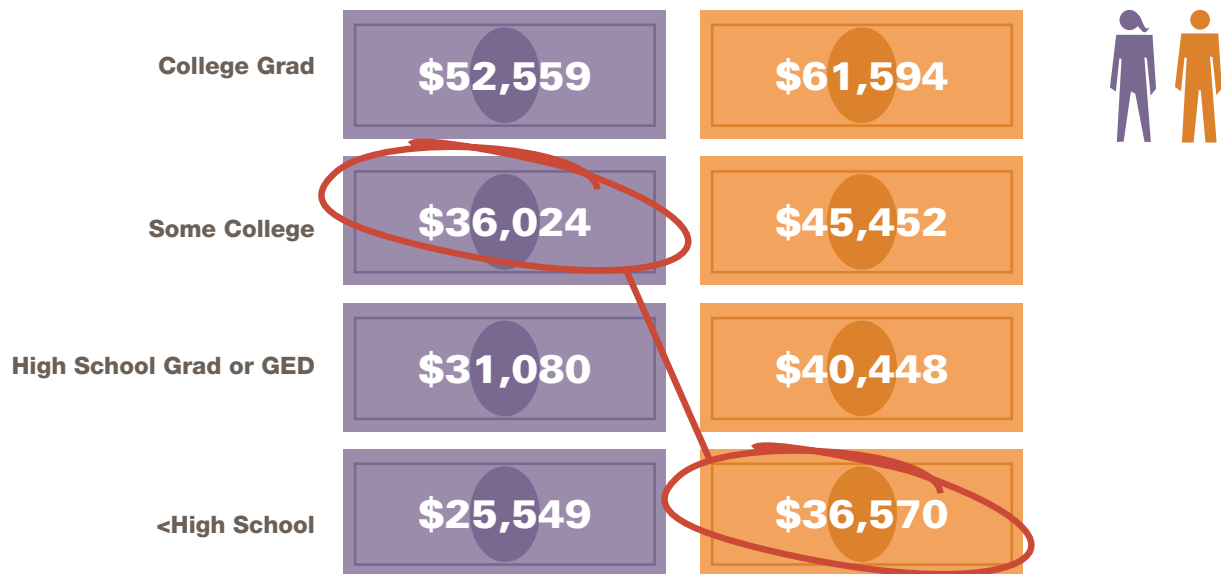 College Grad $52,559 $61,594
Some College $36,024 $45,452
High School Grad or GED $31,080 $40,448
<High School $25,549 $36,570